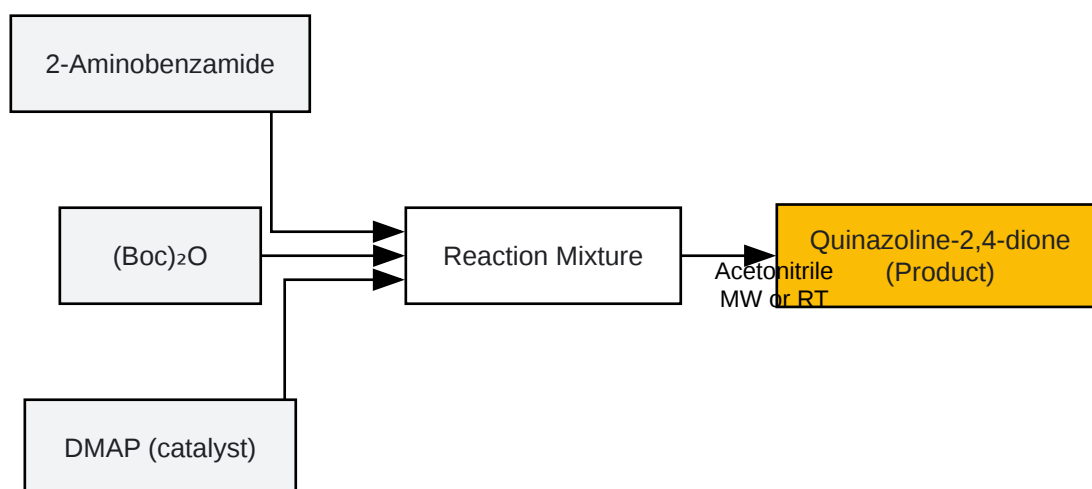 2-Aminobenzamide
(Boc)₂O
DMAP (catalyst)
Reaction Mixture
Acetonitrile
MW or RT
Quinazoline-2,4-dione
(Product)